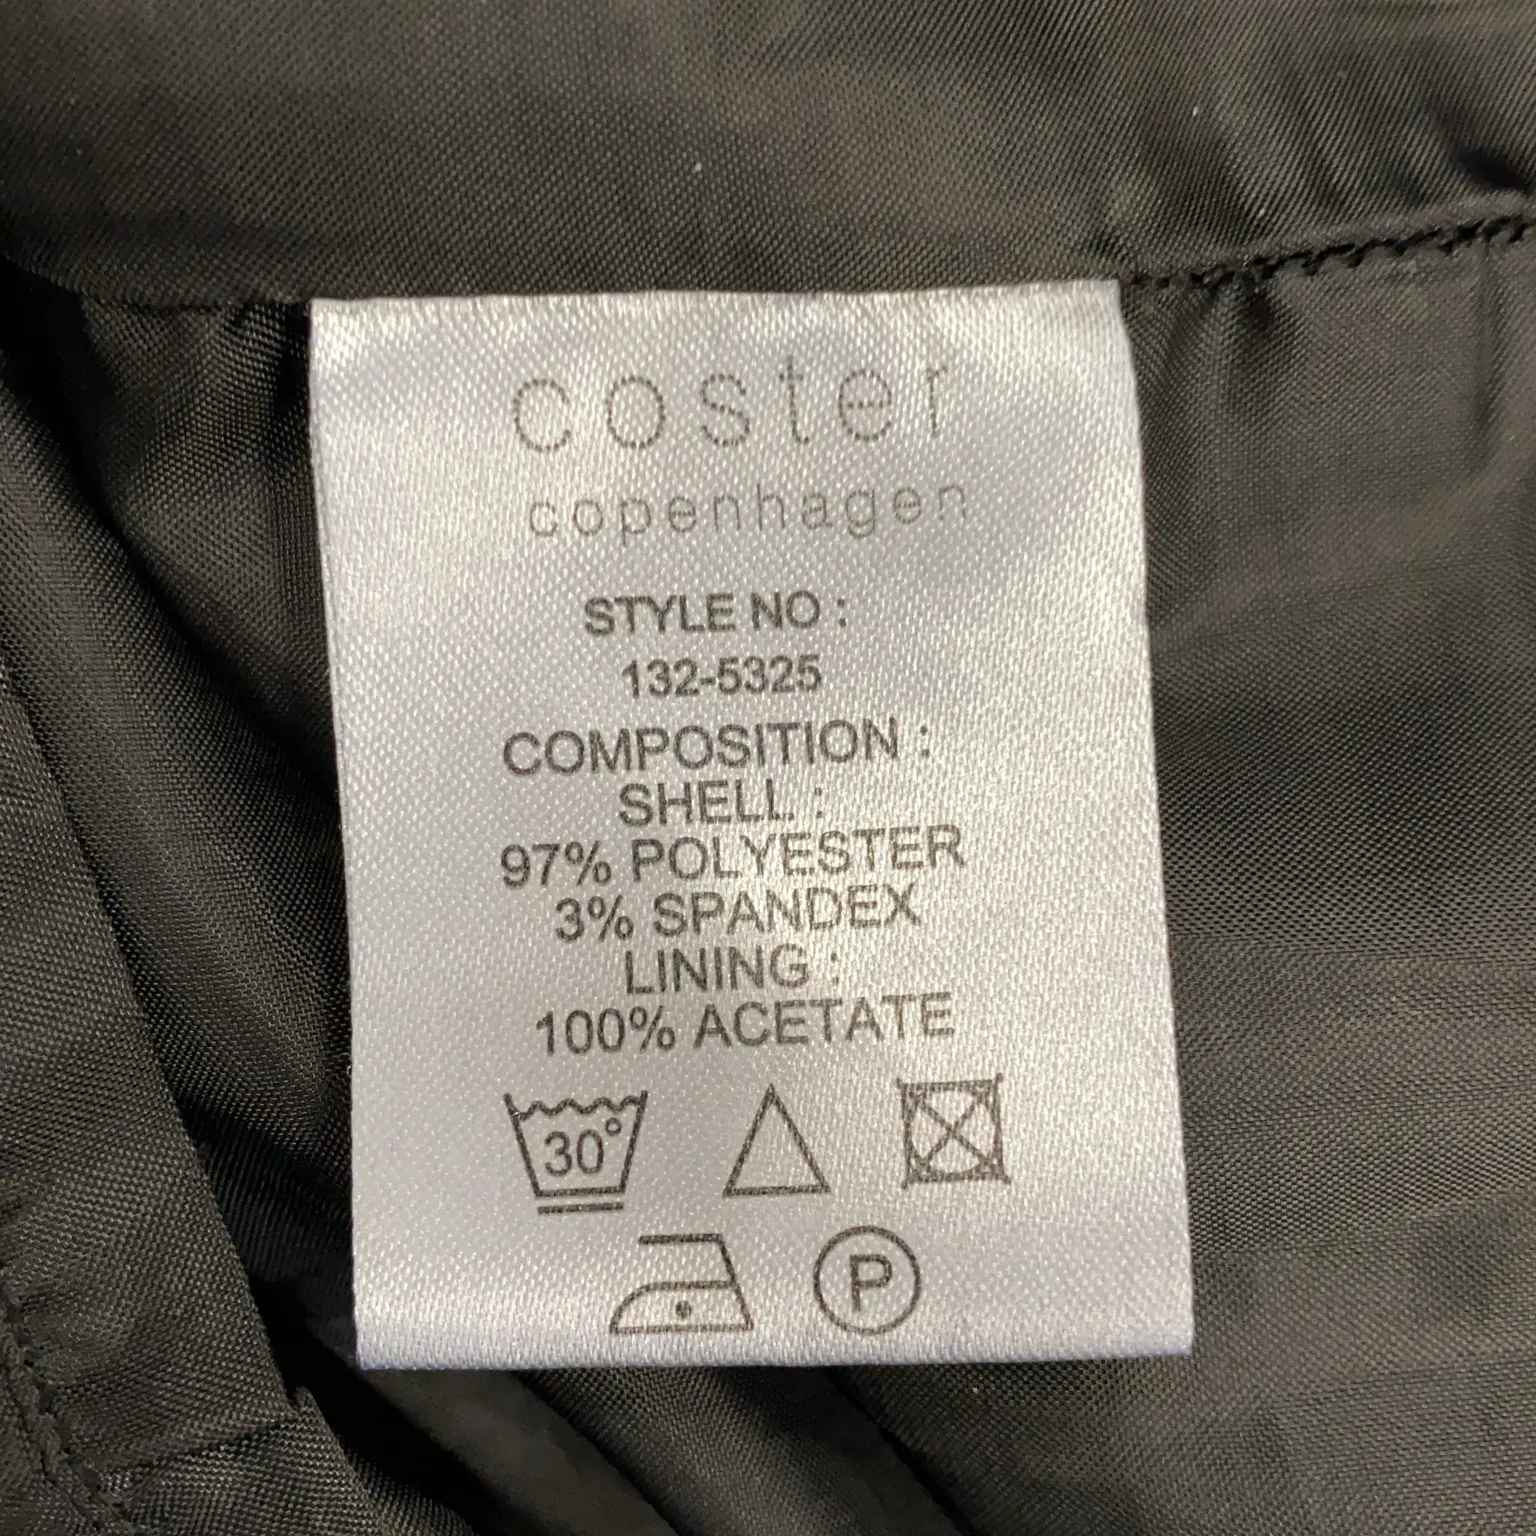 coster
copenhagen
STYLE NO :
132-5325
COMPOSITION :
SHELL :
97% POLYESTER
3% SPANDEX
LINING :
100% ACETATE
30°
P